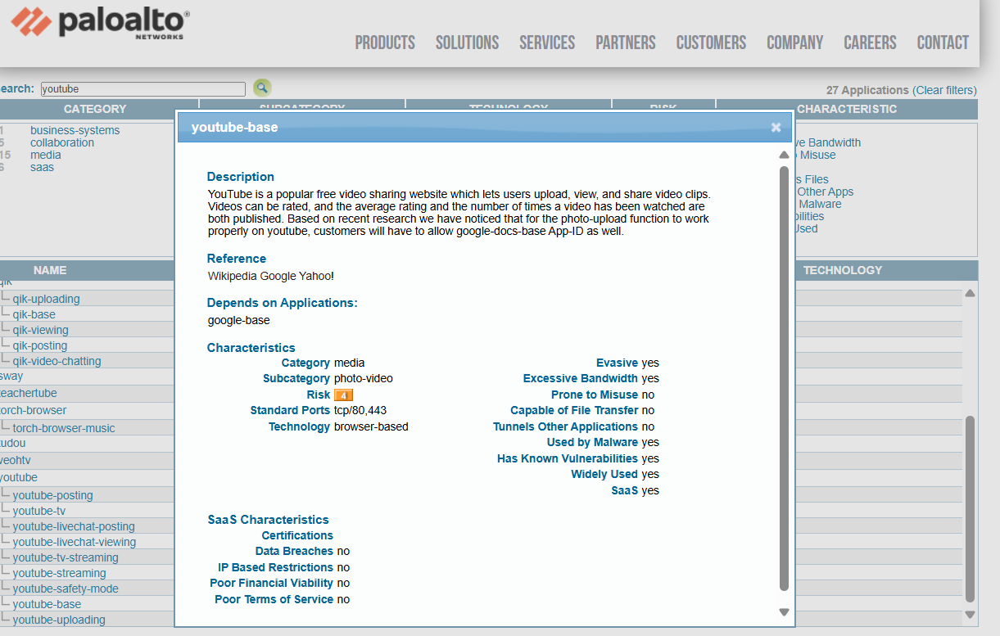 paloalto®
NETWORKS
PRODUCTS SOLUTIONS SERVICES PARTNERS CUSTOMERS COMPANY CAREERS CONTACT
earch: youtube
27 Applications (Clear filters)
CATEGORY SUBCATEGORY TECHNOLOGY RISK CHARACTERISTIC
1 business-systems
5 collaboration
15 media
6 saas
ve Bandwidth
Misuse
s Files
Other Apps
Malware
bilities
Used
youtube-base
Description
YouTube is a popular free video sharing website which lets users upload, view, and share video clips.
Videos can be rated, and the average rating and the number of times a video has been watched are
both published. Based on recent research we have noticed that for the photo-upload function to work
properly on youtube, customers will have to allow google-docs-base App-ID as well.
Reference
Wikipedia Google Yahoo!
Depends on Applications:
google-base
Characteristics
Category media
Subcategory photo-video
Risk 4
Standard Ports tcp/80,443
Technology browser-based
Evasive yes
Excessive Bandwidth yes
Prone to Misuse no
Capable of File Transfer no
Tunnels Other Applications no
Used by Malware yes
Has Known Vulnerabilities yes
Widely Used yes
SaaS yes
SaaS Characteristics
Certifications
Data Breaches no
IP Based Restrictions no
Poor Financial Viability no
Poor Terms of Service no
NAME TECHNOLOGY
qik
qik-uploading
qik-base
qik-viewing
qik-posting
qik-video-chatting
sway
teachertube
torch-browser
torch-browser-music
tudou
veohtv
youtube
youtube-posting
youtube-tv
youtube-livechat-posting
youtube-livechat-viewing
youtube-tv-streaming
youtube-streaming
youtube-safety-mode
youtube-base
youtube-uploading